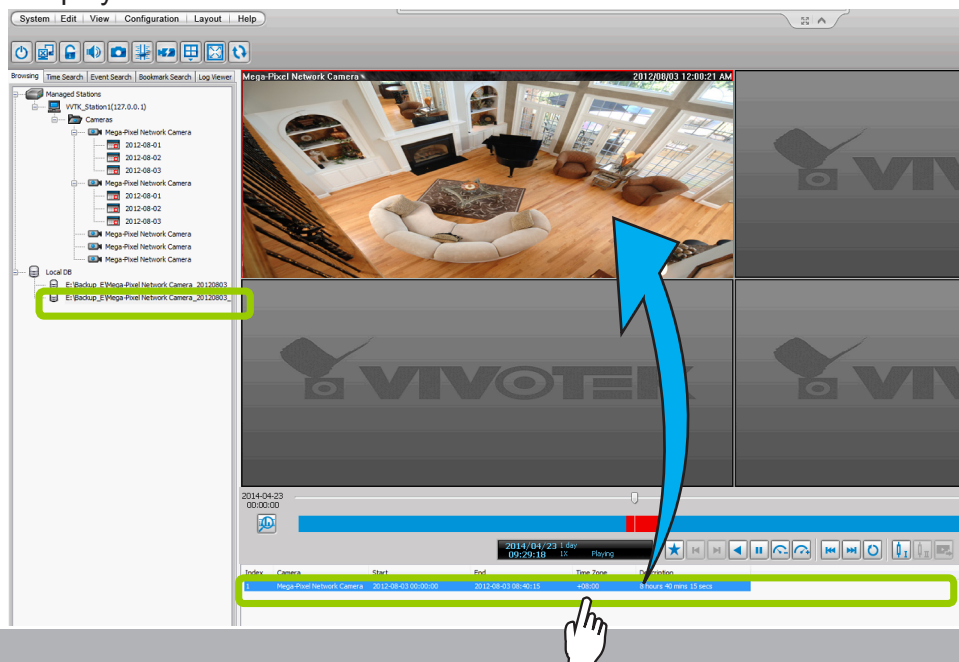 System Edit View Configuration Layout Help
Browsing Time Search Event Search Bookmark Search Log Viewer
Mega-Pixel Network Camera 2012/08/03 12:00:21 AM
Managed Stations
VVTK_Station1(127.0.0.1)
Cameras
Mega-Pixel Network Camera
2012-08-01
2012-08-02
2012-08-03
Mega-Pixel Network Camera
2012-08-01
2012-08-02
2012-08-03
Mega-Pixel Network Camera
Mega-Pixel Network Camera
Mega-Pixel Network Camera
Local DB
E:\Backup_E\Mega-Pixel Network Camera_20120803
E:\Backup_E\Mega-Pixel Network Camera_20120803_
VIV
VIVOTEK
VIV
2014-04-23
00:00:00
2014/04/23 1 day
09:29:18 1X Playing
Index Camera Start End Time Zone Description
1 Mega-Pixel Network Camera 2012-08-03 00:00:00 2012-08-03 08:40:15 +08:00 8 hours 40 mins 15 secs